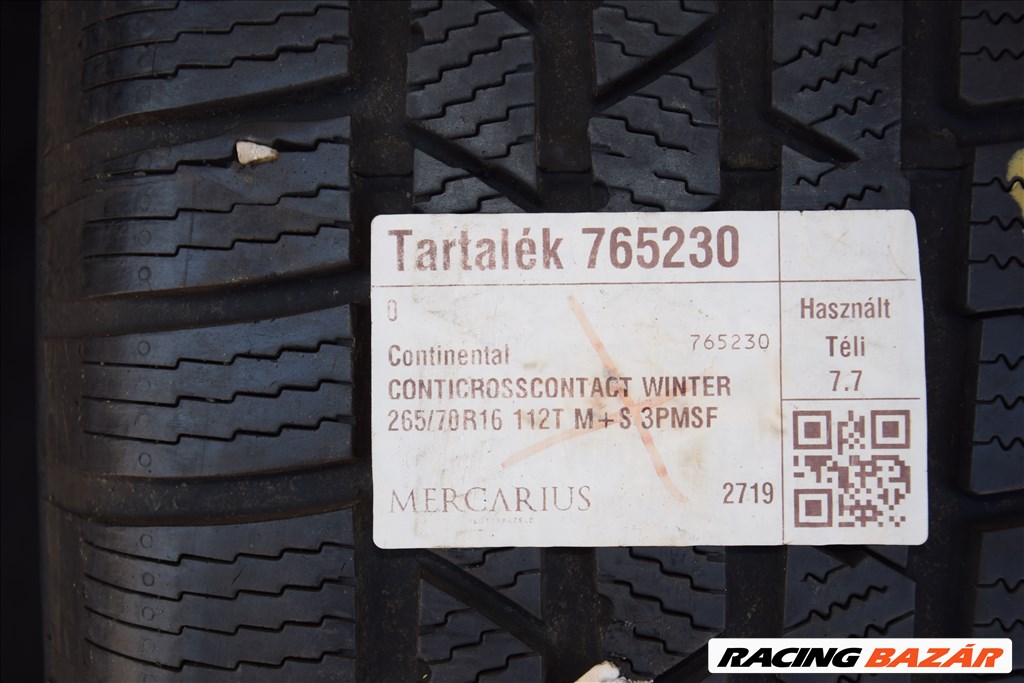 Tartalék 765230
0
765230
Continental
CONTICROSSCONTACT WINTER
265/70R16 112T M+S 3PMSF
MERCARIUS
2719
Használt
Téli
7.7
RACING BAZÁR